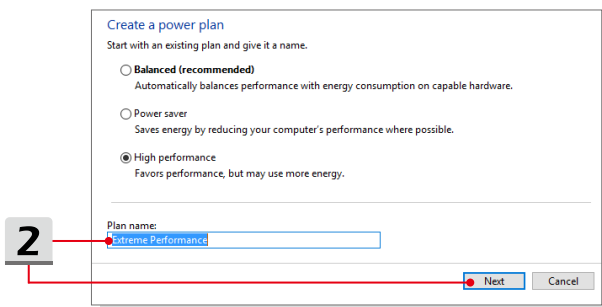 Create a power plan
Start with an existing plan and give it a name.
Balanced (recommended)
Automatically balances performance with energy consumption on capable hardware.
Power saver
Saves energy by reducing your computer's performance where possible.
High performance
Favors performance, but may use more energy.
Plan name:
2
Extreme Performance
Next Cancel